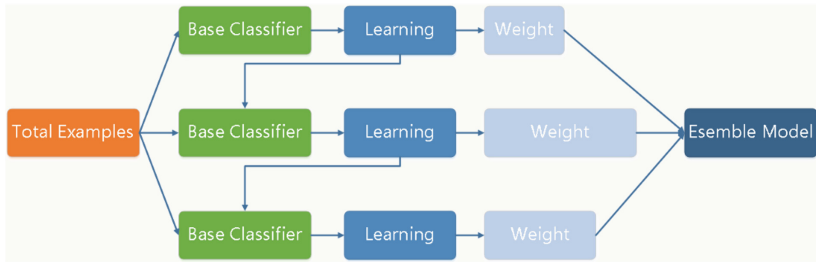 Base Classifier
Learning
Weight
Total Examples
Base Classifier
Learning
Weight
Esemble Model
Base Classifier
Learning
Weight